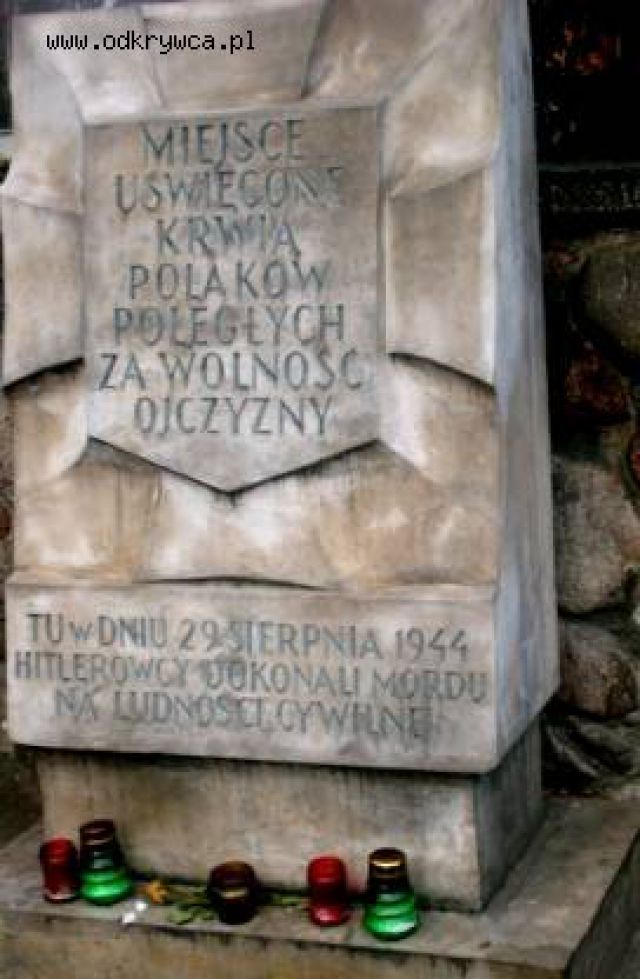 www.odkrywca.pl
MIEJSCE
UŚWIĘCONE
KRWIĄ
POLAKÓW
POLEGŁYCH
ZA WOLNOŚĆ
OJCZYZNY
TU W DNIU 29 SIERPNIA 1944
HITLEROWCY DOKONALI MORDU
NA LUDNOŚCI CYWILNEJ